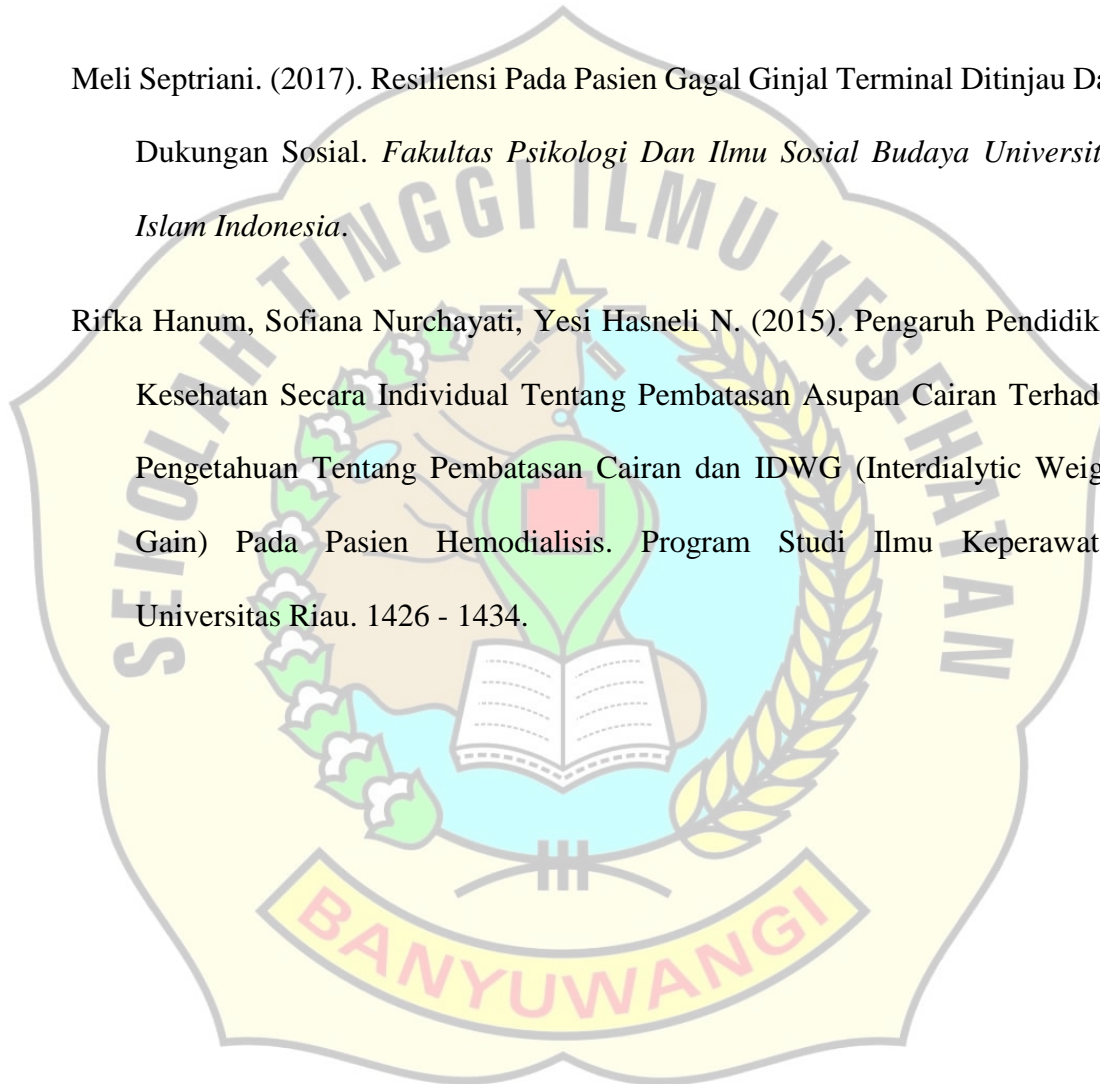 Meli Septriani. (2017). Resiliensi Pada Pasien Gagal Ginjal Terminal Ditinjau Da
Dukungan Sosial. Fakultas Psikologi Dan Ilmu Sosial Budaya Universit
Islam Indonesia.
Rifka Hanum, Sofiana Nurchayati, Yesi Hasneli N. (2015). Pengaruh Pendidik
Kesehatan Secara Individual Tentang Pembatasan Asupan Cairan Terhad
Pengetahuan Tentang Pembatasan Cairan dan IDWG (Interdialytic Weig
Gain) Pada Pasien Hemodialisis. Program Studi Ilmu Keperawat
Universitas Riau. 1426 - 1434.
SEKOLAH TINGGI ILMU KESEHATAN
BANYUWANGI